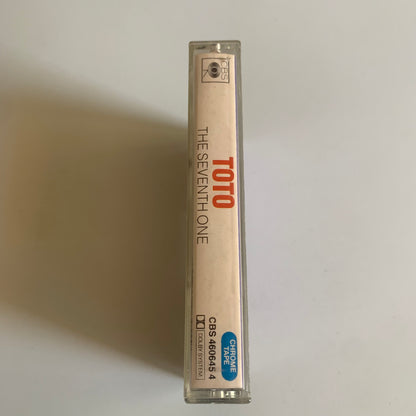 CBS
TOTO
THE SEVENTH ONE
CBS 460645 4
DOLBY SYSTEM
CHROME
TAPE